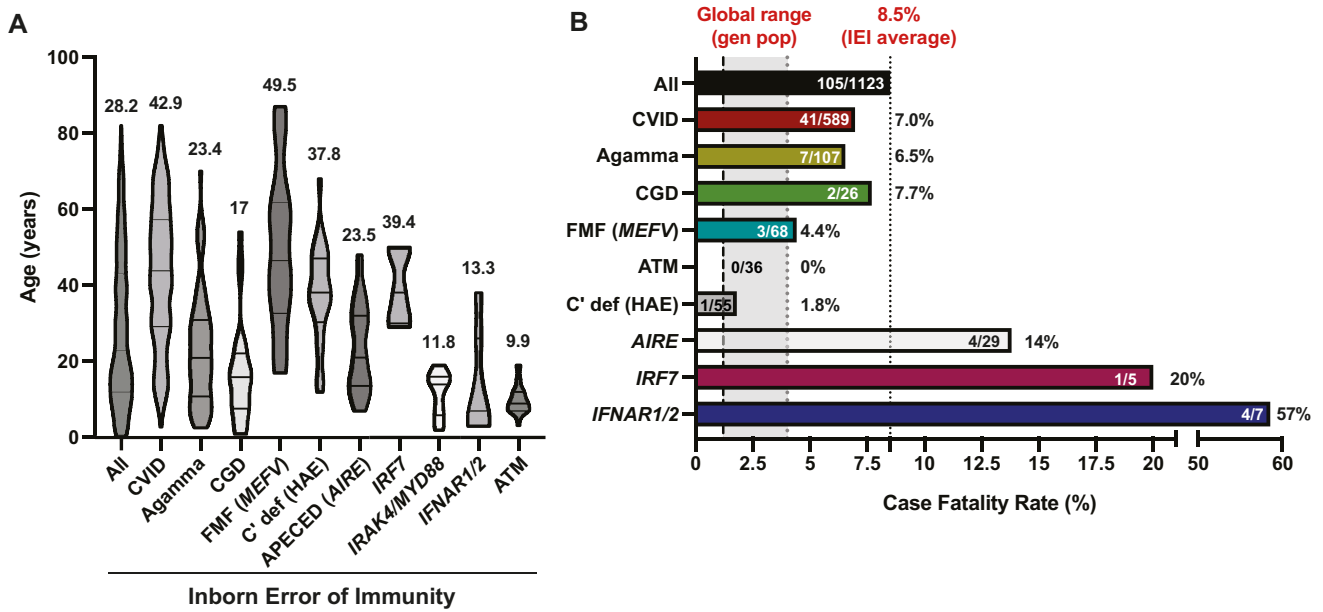 A
100
80
60
40
20
0
Age (years)
28.2
42.9
23.4
17
49.5
37.8
23.5
39.4
11.8
13.3
9.9
All
CVID
Agamma
CGD
FMF (MEFV)
C' def (HAE)
APECED (AIRE)
IRF7
IRAK4/MYD88
IFNAR1/2
ATM
Inborn Error of Immunity
B
Global range
(gen pop)
8.5%
(IEI average)
All 105/1123
CVID 41/589 7.0%
Agamma 7/107 6.5%
CGD 2/26 7.7%
FMF (MEFV) 3/68 4.4%
ATM 0/36 0%
C' def (HAE) 1/55 1.8%
AIRE 4/29 14%
IRF7 1/5 20%
IFNAR1/2 4/7 57%
0 2.5 5 7.5 10 12.5 15 17.5 20 50 60
Case Fatality Rate (%)